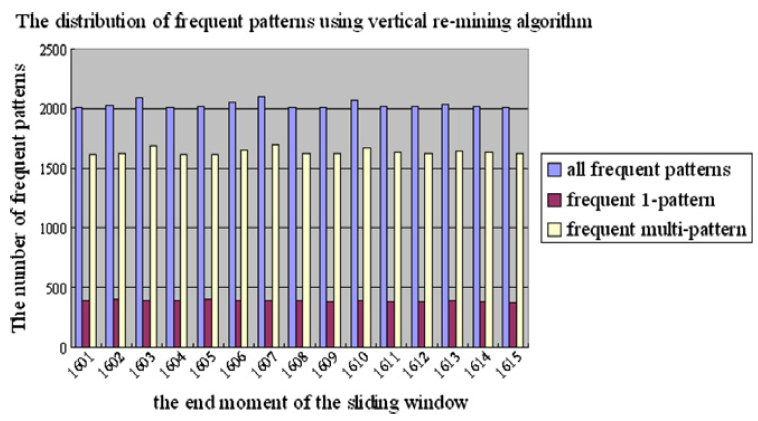 The distribution of frequent patterns using vertical re-mining algorithm
The number of frequent patterns
2500
2000
1500
1000
500
0
1601 1602 1603 1604 1605 1606 1607 1608 1609 1610 1611 1612 1613 1614 1615
the end moment of the sliding window
all frequent patterns
frequent 1-pattern
frequent multi-pattern